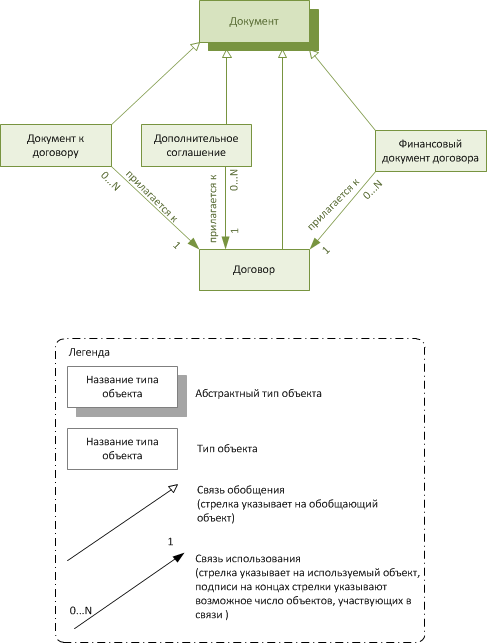 Документ
Документ к
договору
Дополнительное
соглашение
Финансовый
документ договора
0...N
прилагается к
1
0...N
прилагается к
1
0...N
прилагается к
1
Договор
Легенда
Название типа
объекта
Абстрактный тип объекта
Название типа
объекта
Тип объекта
Связь обобщения
(стрелка указывает на обобщающий
объект)
1
0...N
Связь использования
(стрелка указывает на используемый объект,
подписи на концах стрелки указывают
возможное число объектов, участвующих в
связи )